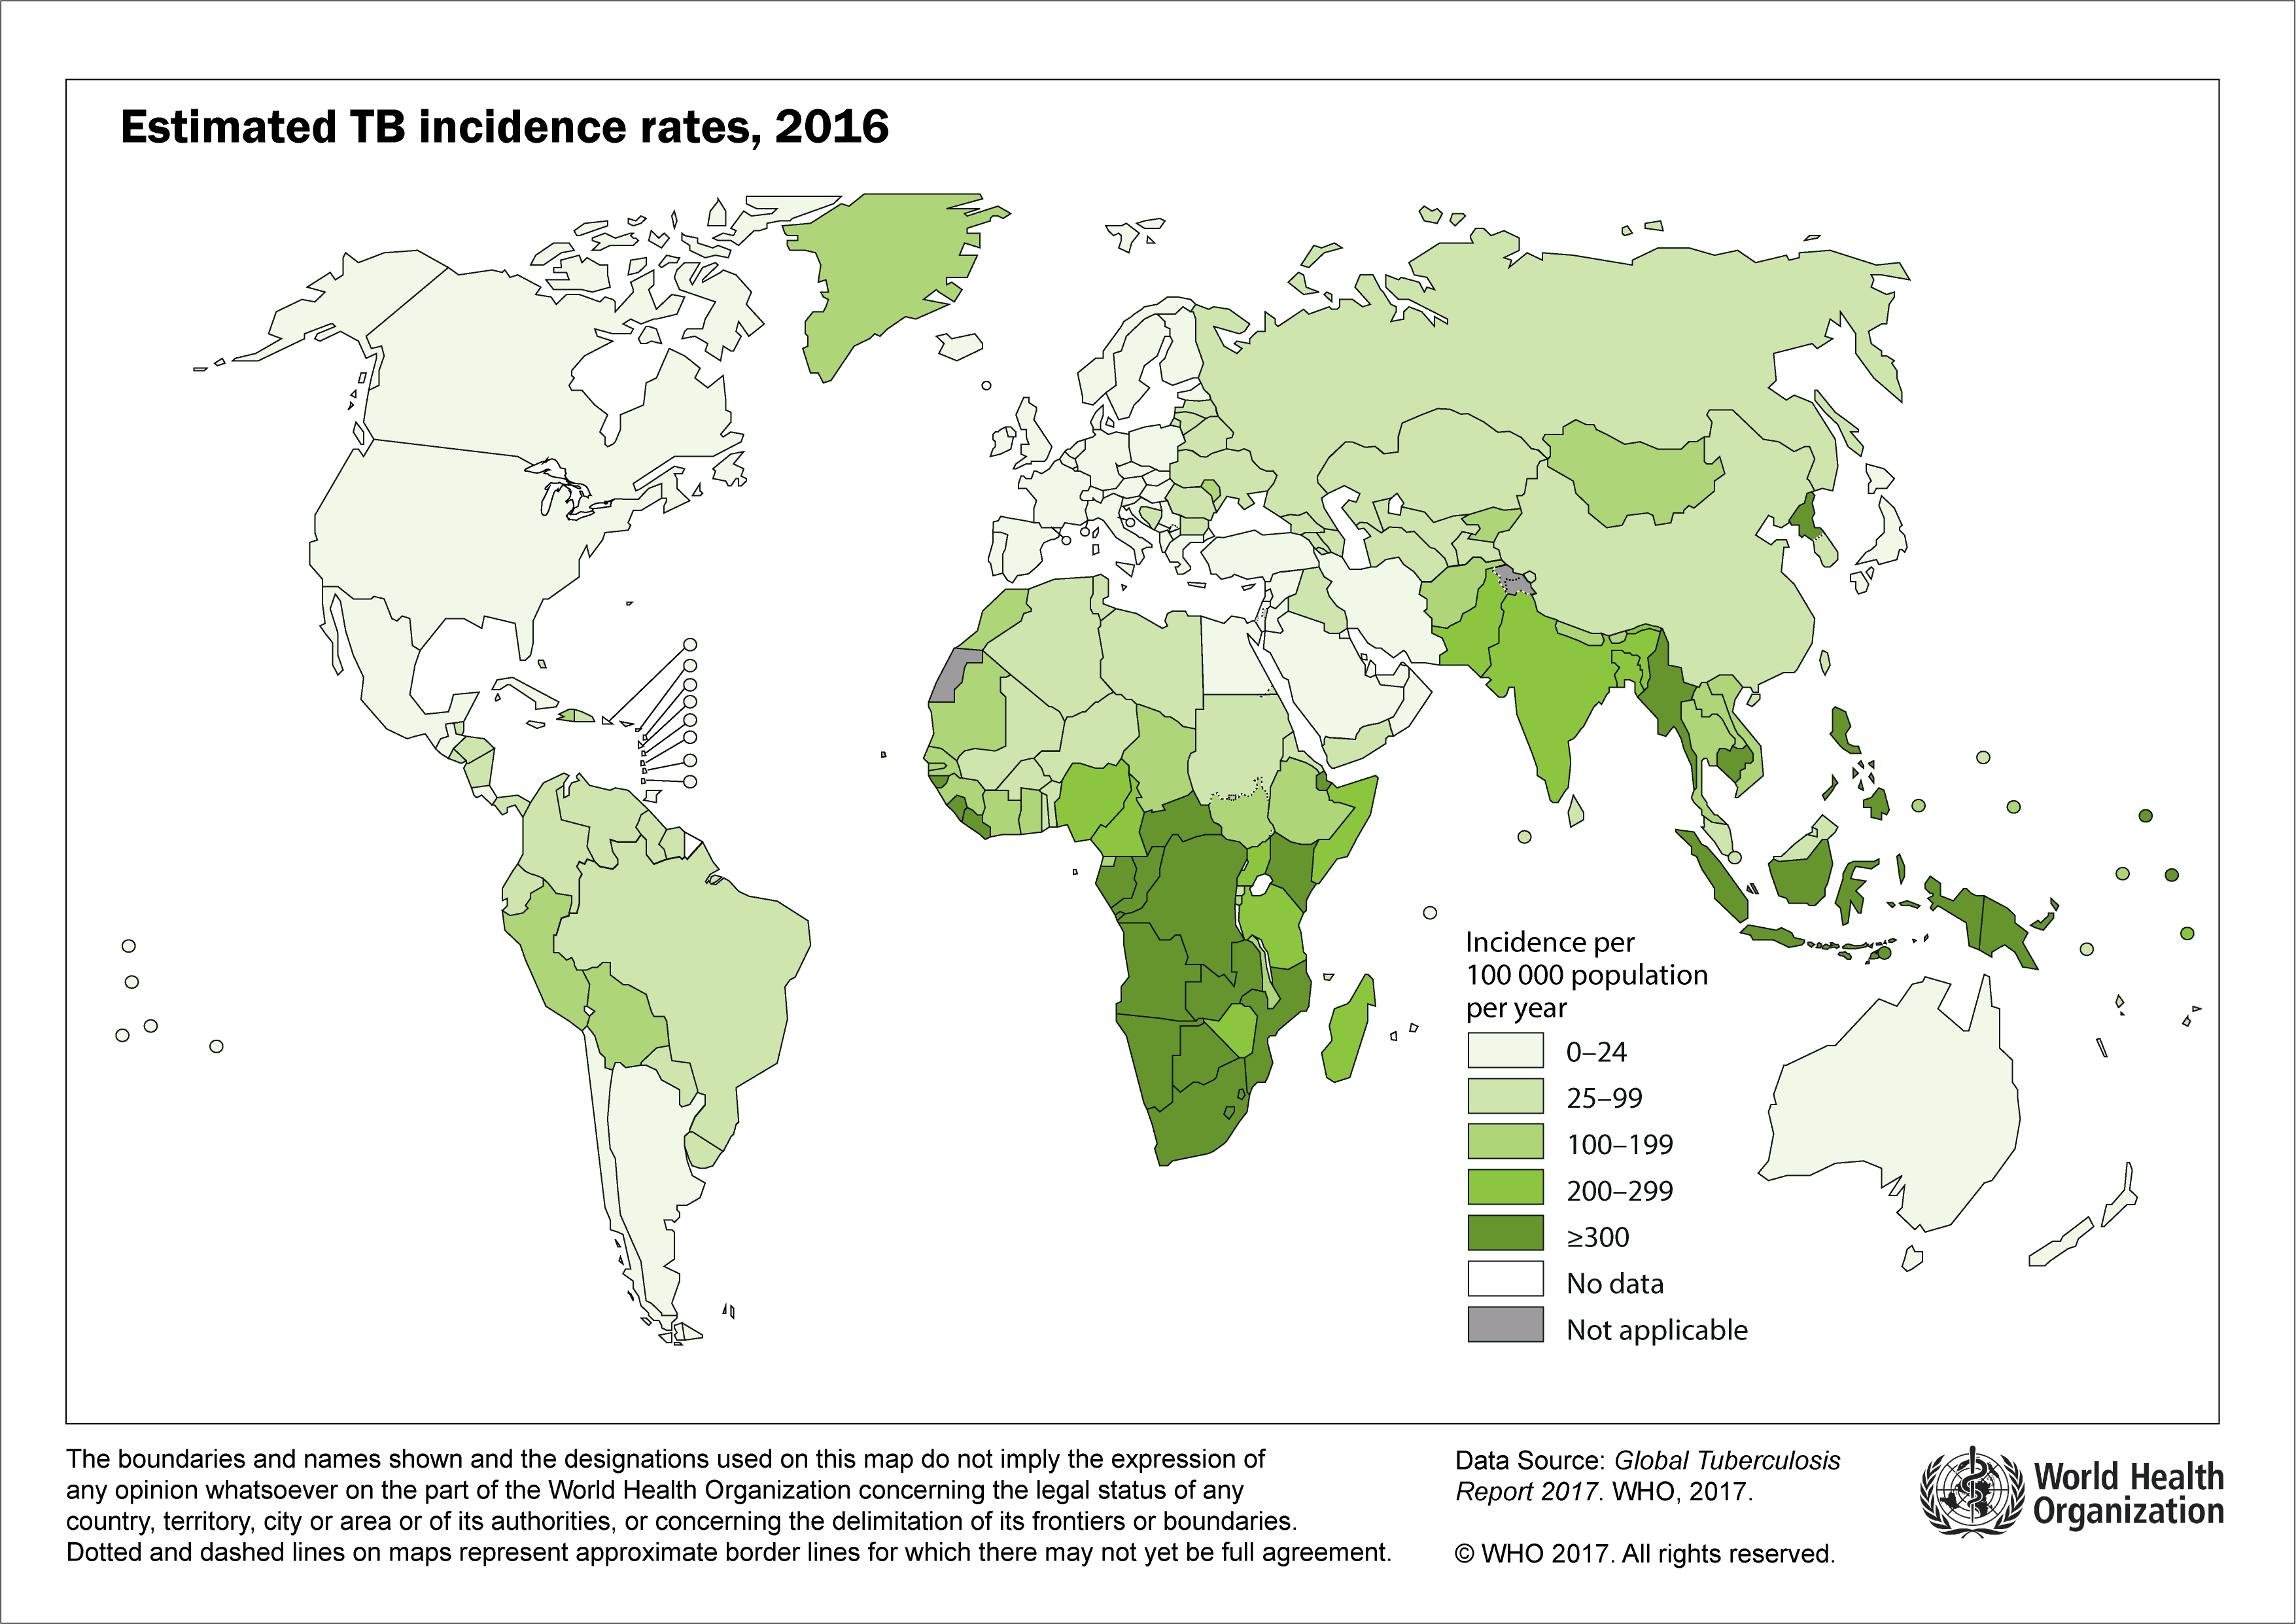 Estimated TB incidence rates, 2016
Incidence per
100 000 population
per year
0–24
25–99
100–199
200–299
≥300
No data
Not applicable
The boundaries and names shown and the designations used on this map do not imply the expression of
any opinion whatsoever on the part of the World Health Organization concerning the legal status of any
country, territory, city or area or of its authorities, or concerning the delimitation of its frontiers or boundaries.
Dotted and dashed lines on maps represent approximate border lines for which there may not yet be full agreement.
Data Source: Global Tuberculosis
Report 2017. WHO, 2017.
© WHO 2017. All rights reserved.
World Health
Organization